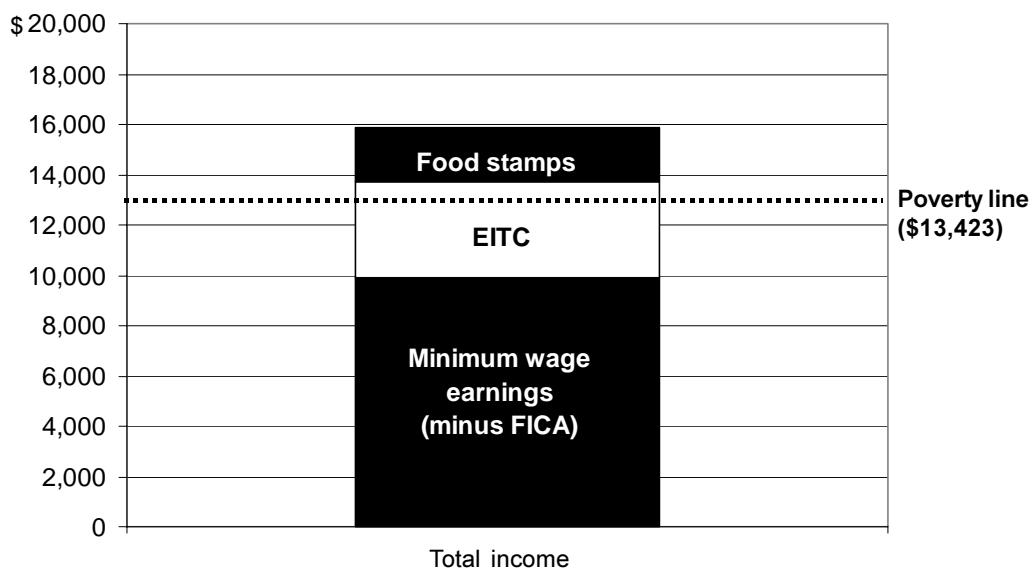 $ 20,000
18,000
16,000
14,000
12,000
10,000
8,000
6,000
4,000
2,000
0
Food stamps
EITC
Minimum wage
earnings
(minus FICA)
Poverty line
($13,423)
Total income